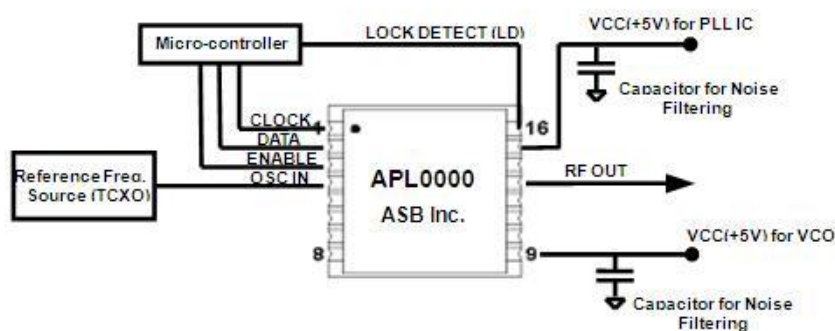 VCC(+5V) for PLL IC
Micro-controller
LOCK DETECT (LD)
Capacitor for Noise
Filtering
CLOCK
1
16
DATA
ENABLE
OSC IN
Reference Freq.
Source (TCXO)
APL0000
ASB Inc.
RF OUT
8
9
VCC(+5V) for VCO
Capacitor for Noise
Filtering